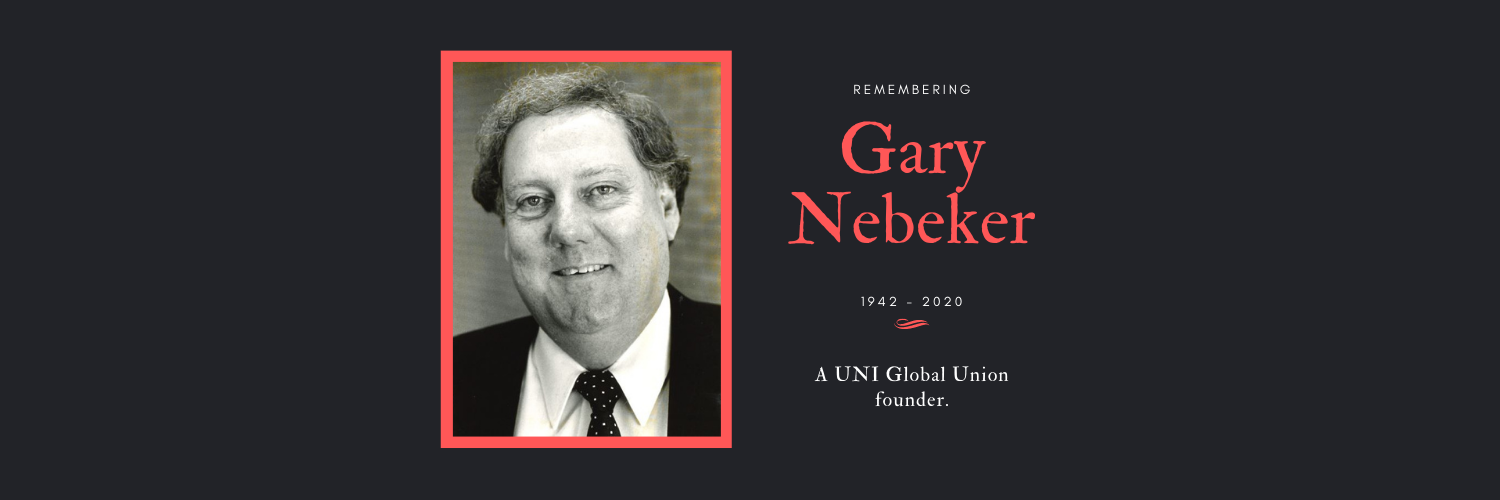 REMEMBERING
Gary
Nebeker
1942 – 2020
A UNI Global Union
founder.